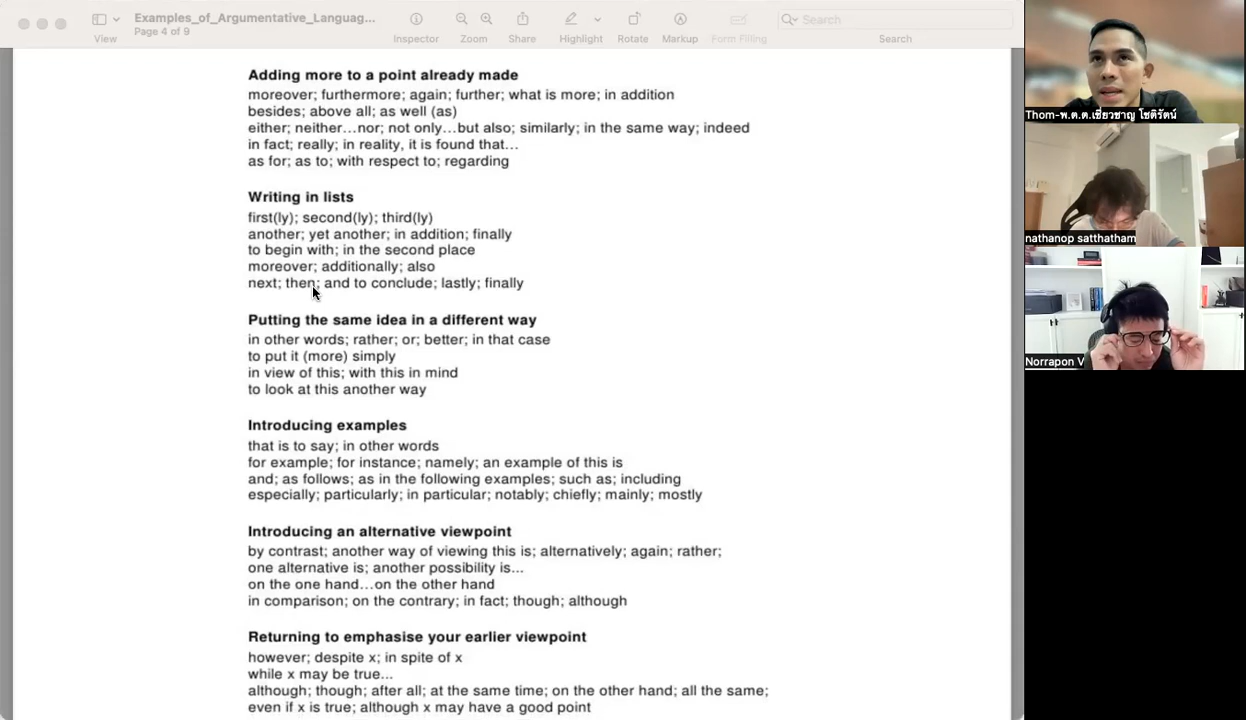 Examples_of_Argumentative_Languag...
Page 4 of 9
View
Inspector
Zoom
Share
Highlight
Rotate
Markup
Form Filling
Search
Search
Adding more to a point already made
moreover; furthermore; again; further; what is more; in addition
besides; above all; as well (as)
either; neither…nor; not only…but also; similarly; in the same way; indeed
in fact; really; in reality, it is found that…
as for; as to; with respect to; regarding
Writing in lists
first(ly); second(ly); third(ly)
another; yet another; in addition; finally
to begin with; in the second place
moreover; additionally; also
next; then; and to conclude; lastly; finally
Putting the same idea in a different way
in other words; rather; or; better; in that case
to put it (more) simply
in view of this; with this in mind
to look at this another way
Introducing examples
that is to say; in other words
for example; for instance; namely; an example of this is
and; as follows; as in the following examples; such as; including
especially; particularly; in particular; notably; chiefly; mainly; mostly
Introducing an alternative viewpoint
by contrast; another way of viewing this is; alternatively; again; rather;
one alternative is; another possibility is…
on the one hand…on the other hand
in comparison; on the contrary; in fact; though; although
Returning to emphasise your earlier viewpoint
however; despite x; in spite of x
while x may be true…
although; though; after all; at the same time; on the other hand; all the same;
even if x is true; although x may have a good point
Thom-พ.ต.ต.เชี่ยวชาญ โชติรัตน์
nathanop satthatham
Norrapon V